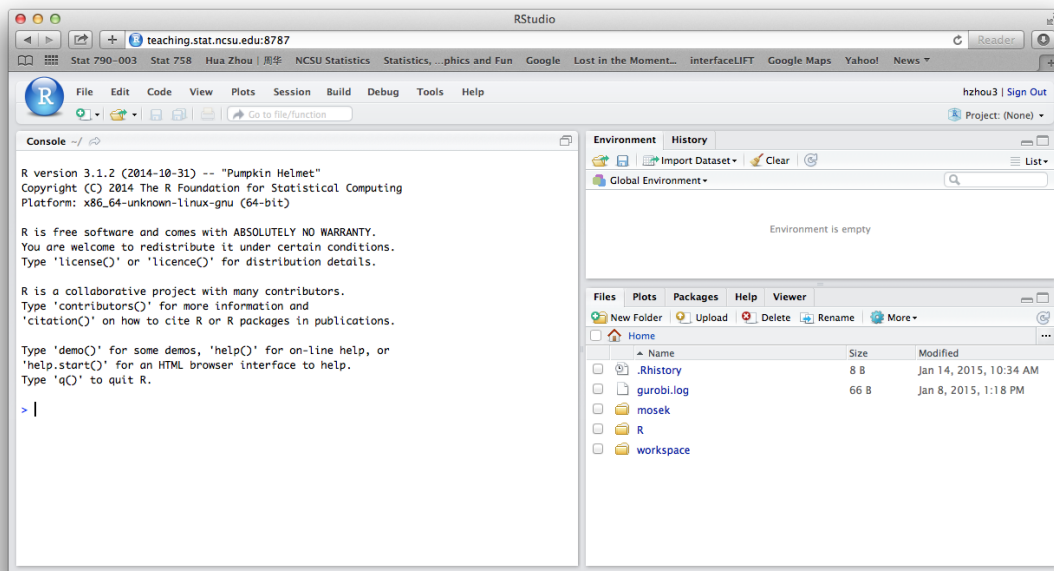 RStudio
teaching.stat.ncsu.edu:8787
Reader
Stat 790-003 Stat 758 Hua Zhou | 周华 NCSU Statistics Statistics, ...phics and Fun Google Lost in the Moment... interfaceLIFT Google Maps Yahoo! News
R
File Edit Code View Plots Session Build Debug Tools Help
hzhou3 | Sign Out
Go to file/function
Project: (None)
Console ~/
R version 3.1.2 (2014-10-31) -- "Pumpkin Helmet"
Copyright (C) 2014 The R Foundation for Statistical Computing
Platform: x86_64-unknown-linux-gnu (64-bit)
R is free software and comes with ABSOLUTELY NO WARRANTY.
You are welcome to redistribute it under certain conditions.
Type 'license()' or 'licence()' for distribution details.
R is a collaborative project with many contributors.
Type 'contributors()' for more information and
'citation()' on how to cite R or R packages in publications.
Type 'demo()' for some demos, 'help()' for on-line help, or
'help.start()' for an HTML browser interface to help.
Type 'q()' to quit R.
>
Environment History
Import Dataset Clear
List
Global Environment
Environment is empty
Files Plots Packages Help Viewer
New Folder Upload Delete Rename More
Home
Name Size Modified
.Rhistory 8 B Jan 14, 2015, 10:34 AM
gurobi.log 66 B Jan 8, 2015, 1:18 PM
mosek
R
workspace